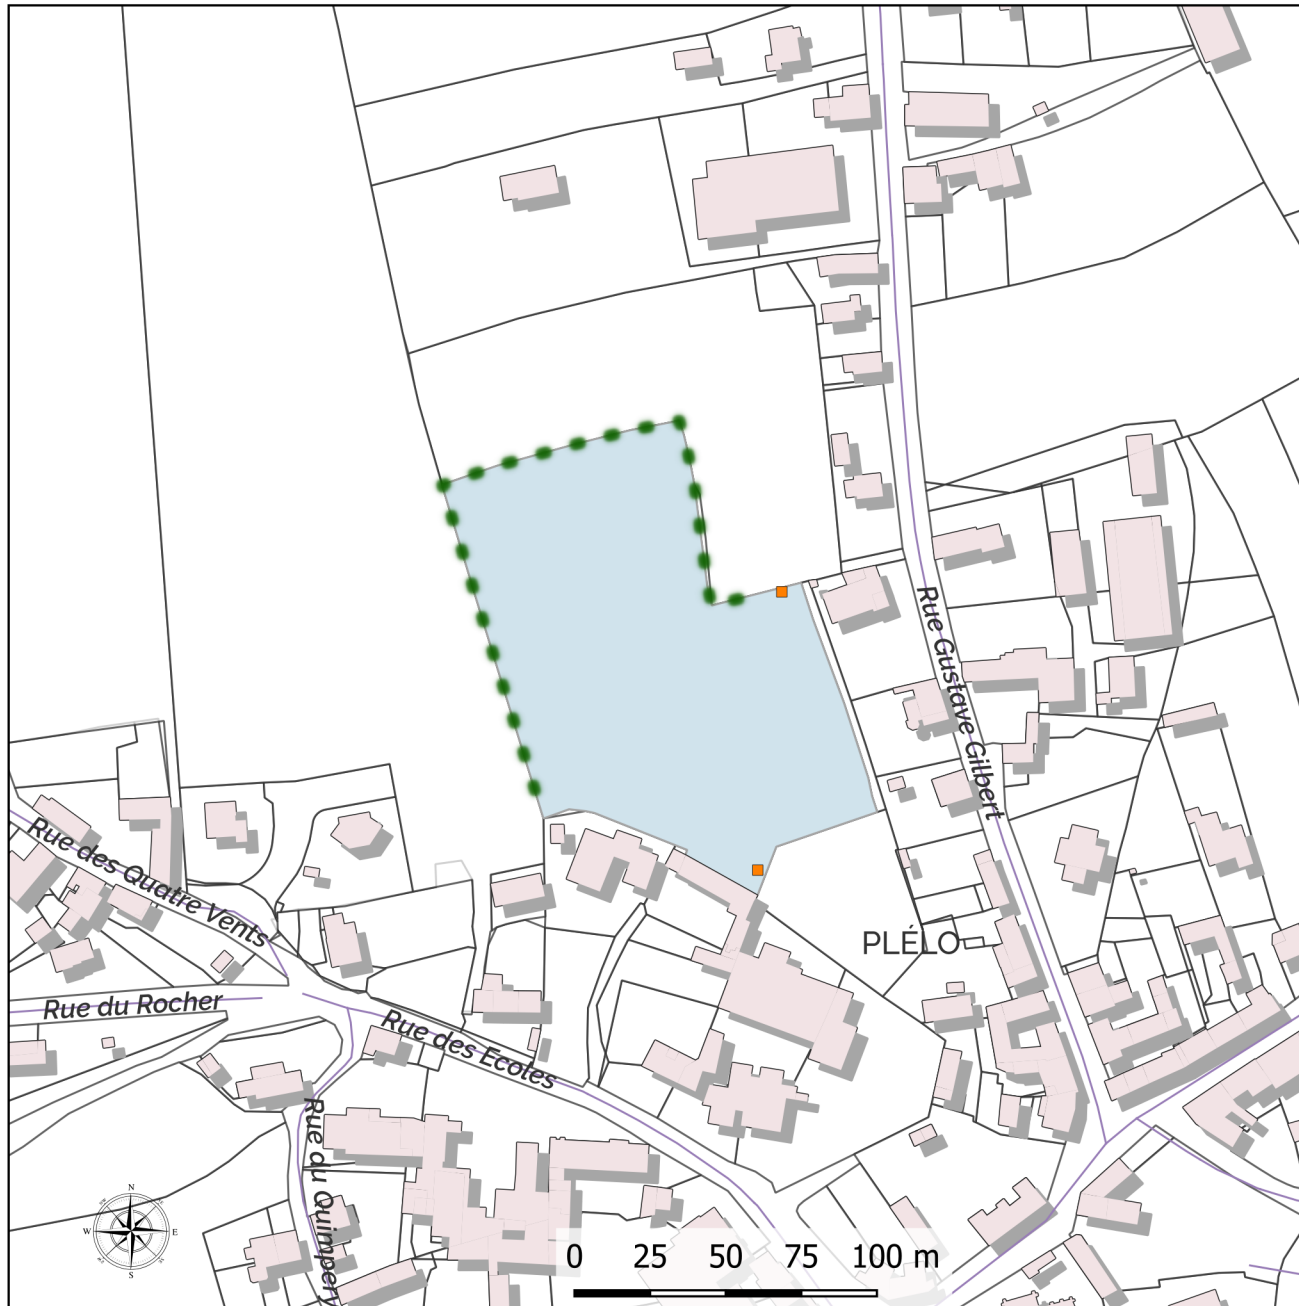 Rue Gustave Gilbert
Rue des Quatre Vents
PLÉLO
Rue du Rocher
Rue des Ecoles
Rue du Quimpery
N
W E
S
0 25 50 75 100 m